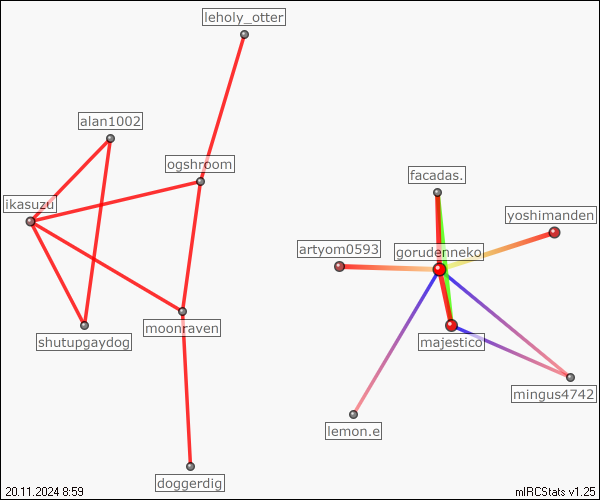 leholy_otter
alan1002
ogshroom
facadas.
ikasuzu
yoshimanden
artyom0593
gorudenneko
moonraven
shutupgaydog
majestico
mingus4742
lemon.e
doggerdig
20.11.2024 8:59
mIRCStats v1.25